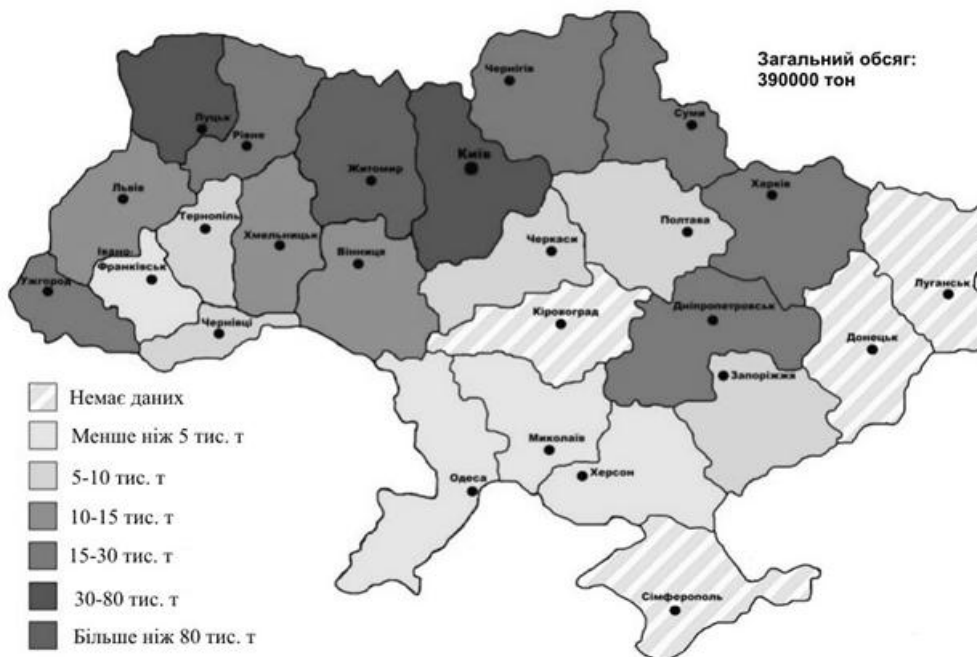 Загальний обсяг:
390000 тон
Чернігів
Луцьк
Суми
Рівне
Київ
Житомир
Харків
Львів
Тернопіль
Полтава
Хмельницьк
Черкаси
Івано-
Франківськ
Вінниця
Ужгород
Луганськ
Дніпропетровськ
Кіровоград
Чернівці
Донецьк
Запоріжжя
Немає даних
Менше ніж 5 тис. т
Миколаїв
Херсон
5-10 тис. т
Одеса
10-15 тис. т
15-30 тис. т
30-80 тис. т
Сімферополь
Більше ніж 80 тис. т